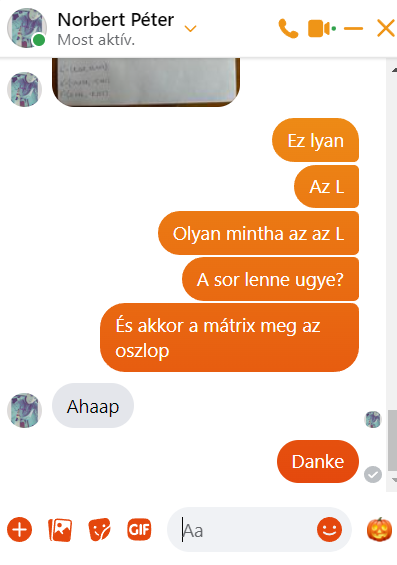 Norbert Péter
Most aktív.
Ez lyan
Az L
Olyan mintha az az L
A sor lenne ugye?
És akkor a mátrix meg az
oszlop
Ahaap
Danke
GIF
Aa